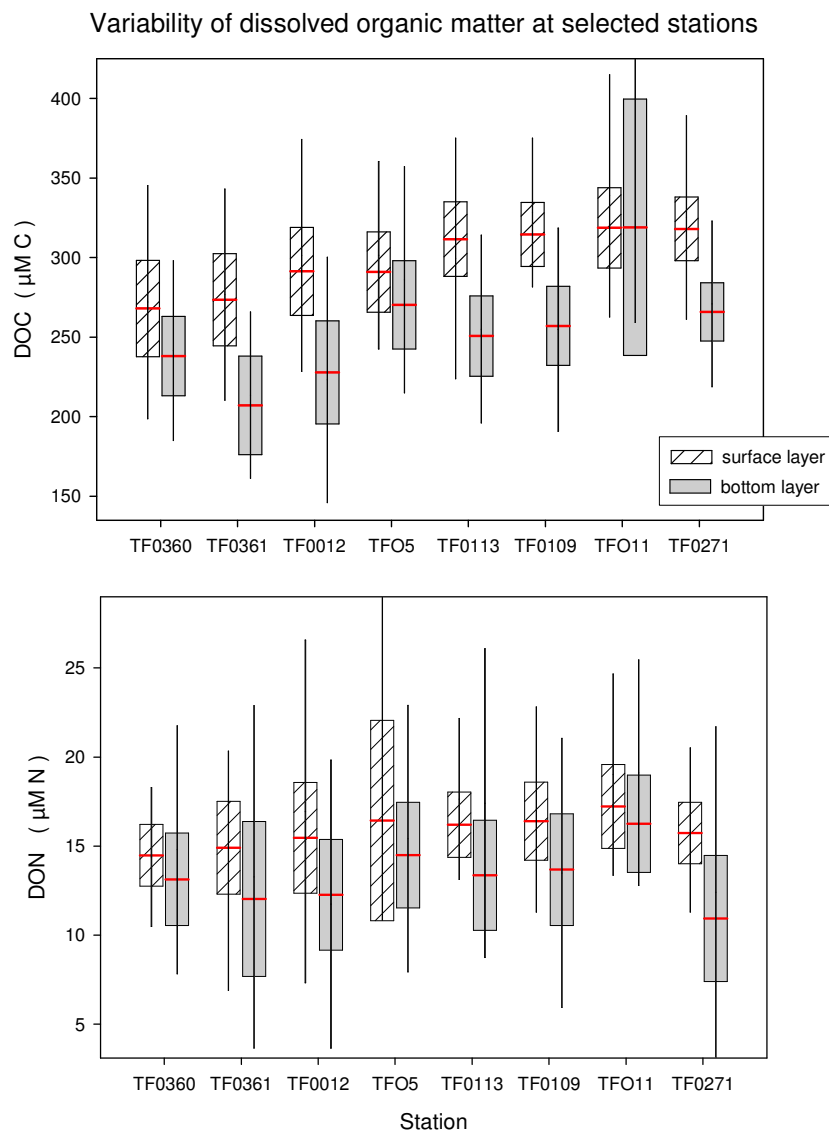 Variability of dissolved organic matter at selected stations
DOC ( µM C )
400
350
300
250
200
150
surface layer
bottom layer
TF0360 TF0361 TF0012 TFO5 TF0113 TF0109 TFO11 TF0271
DON ( µM N )
25
20
15
10
5
TF0360 TF0361 TF0012 TFO5 TF0113 TF0109 TFO11 TF0271
Station